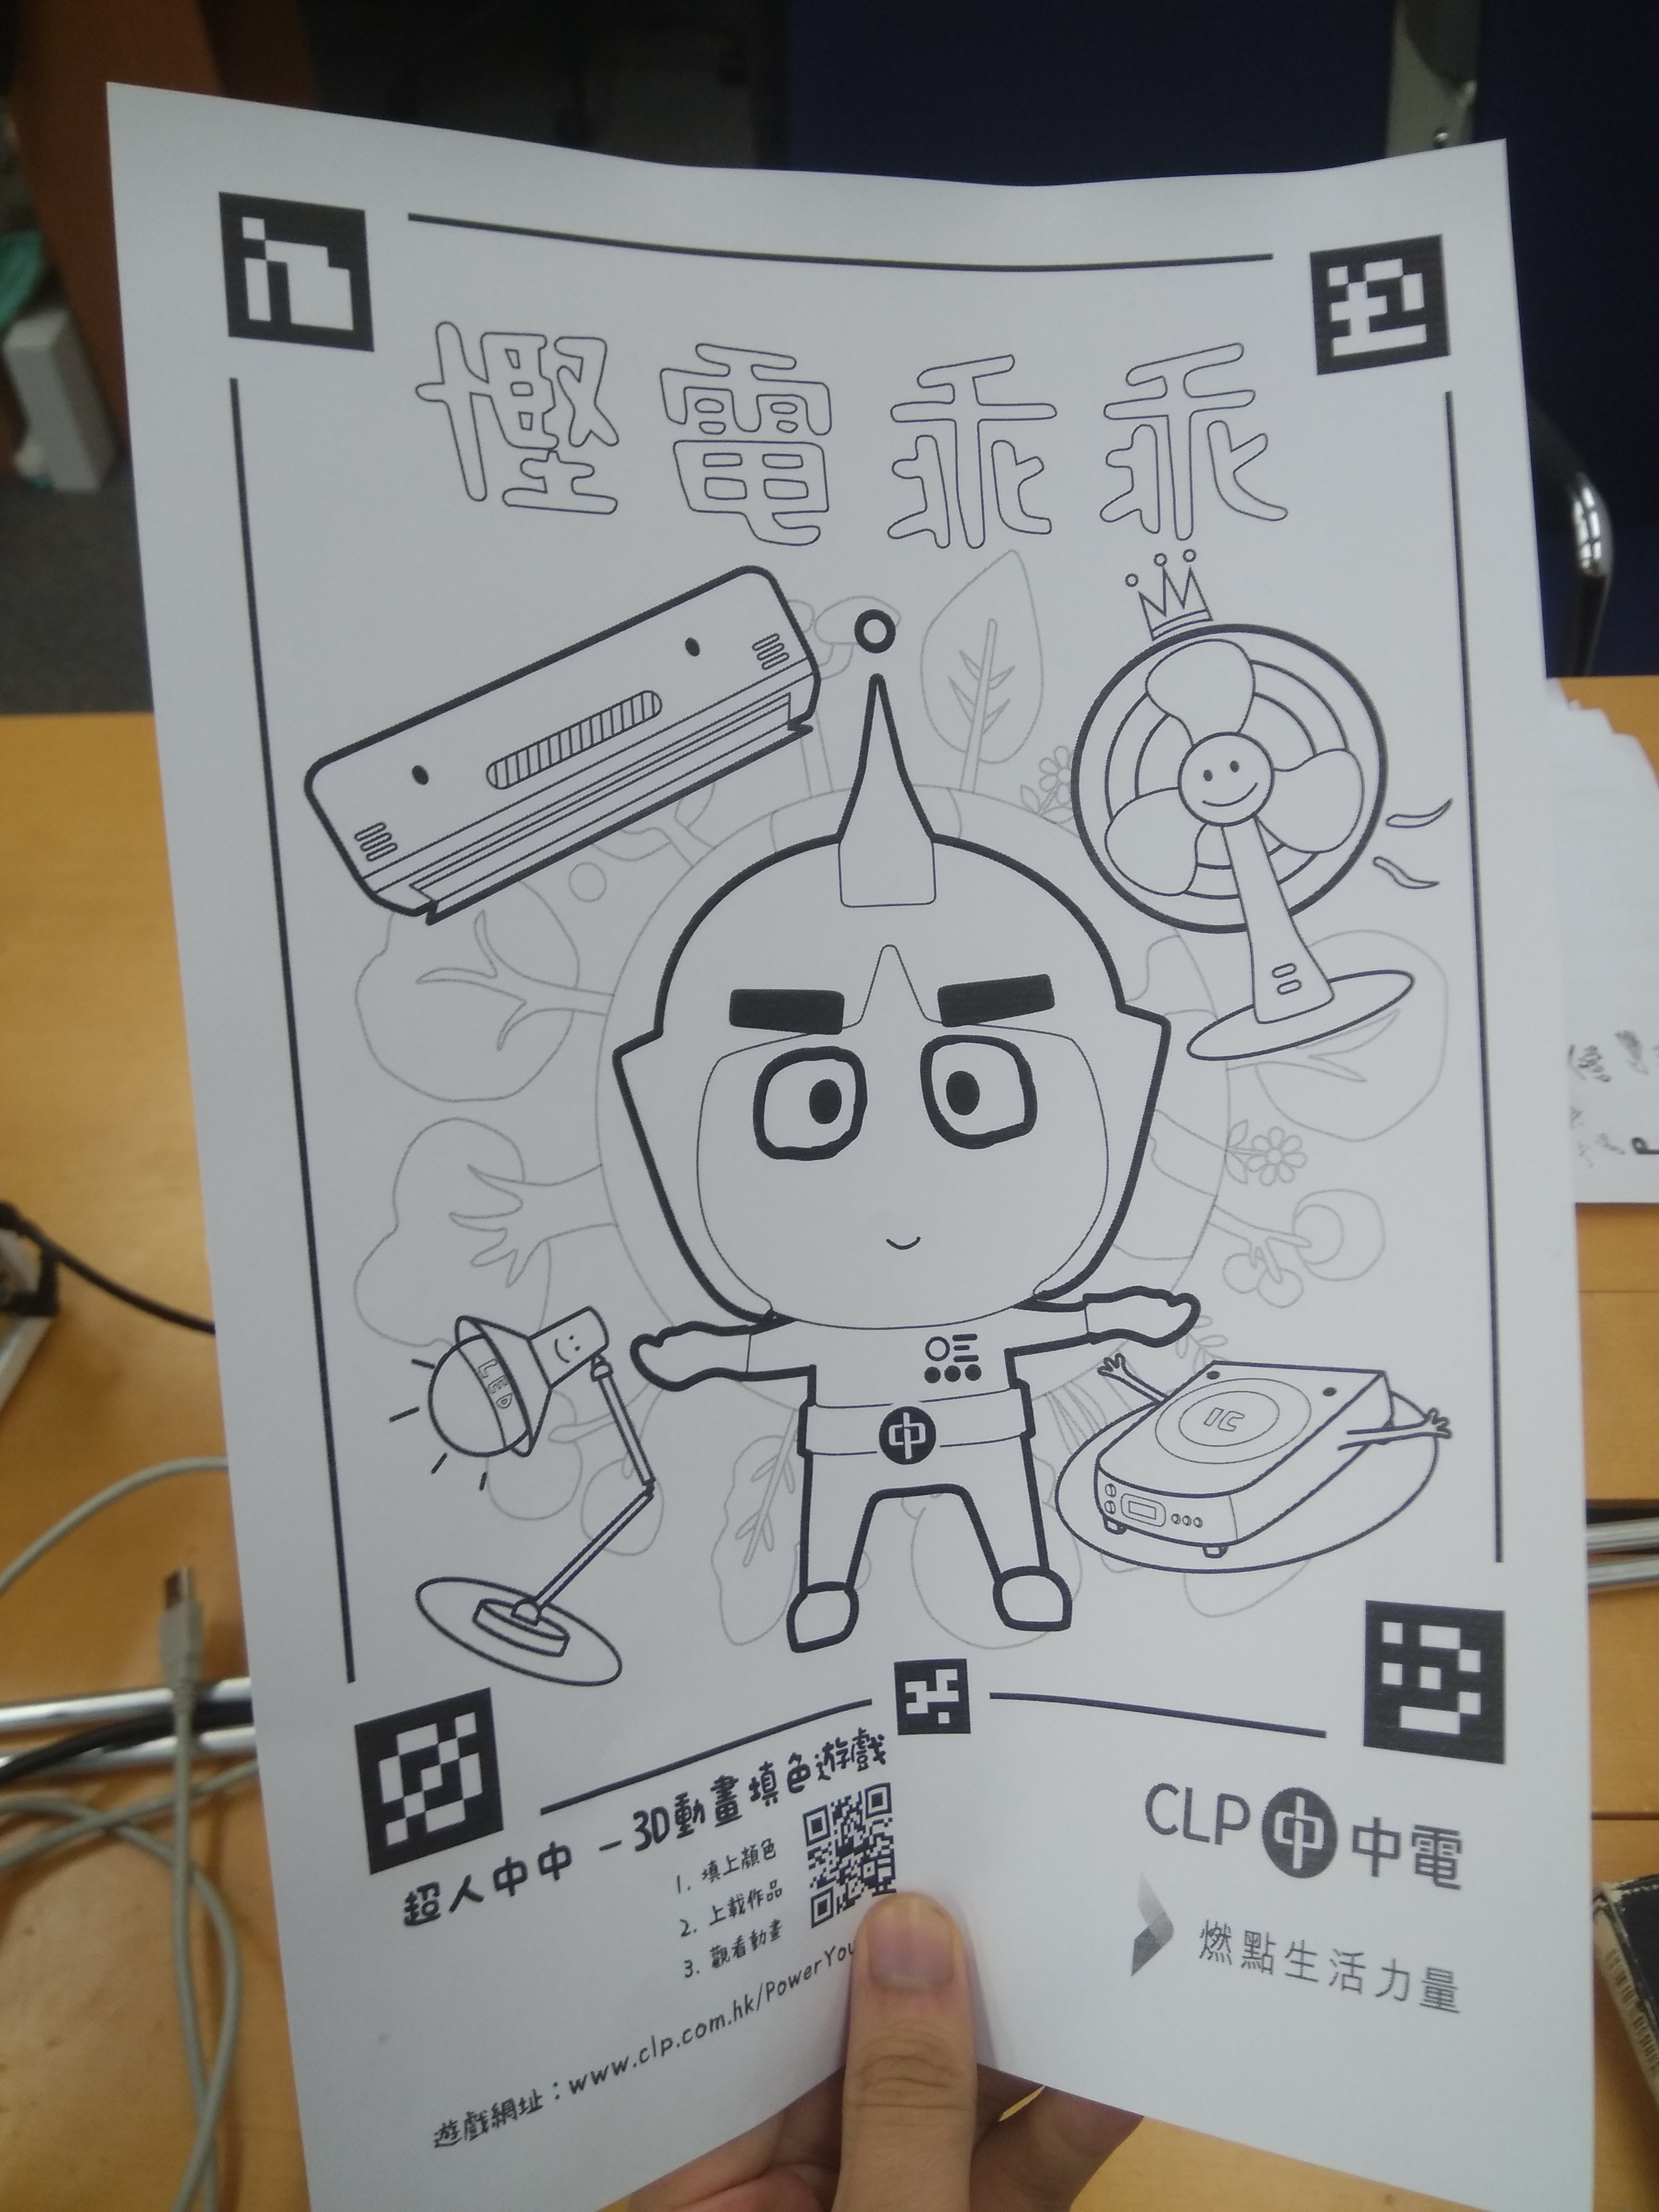 慳電乖乖
LED
IC
超人中中 – 3D動畫填色遊戲
1. 填上顏色
2. 上載作品
3. 觀看動畫
遊戲網址：www.clp.com.hk/PowerYou
CLP 中電
燃點生活力量